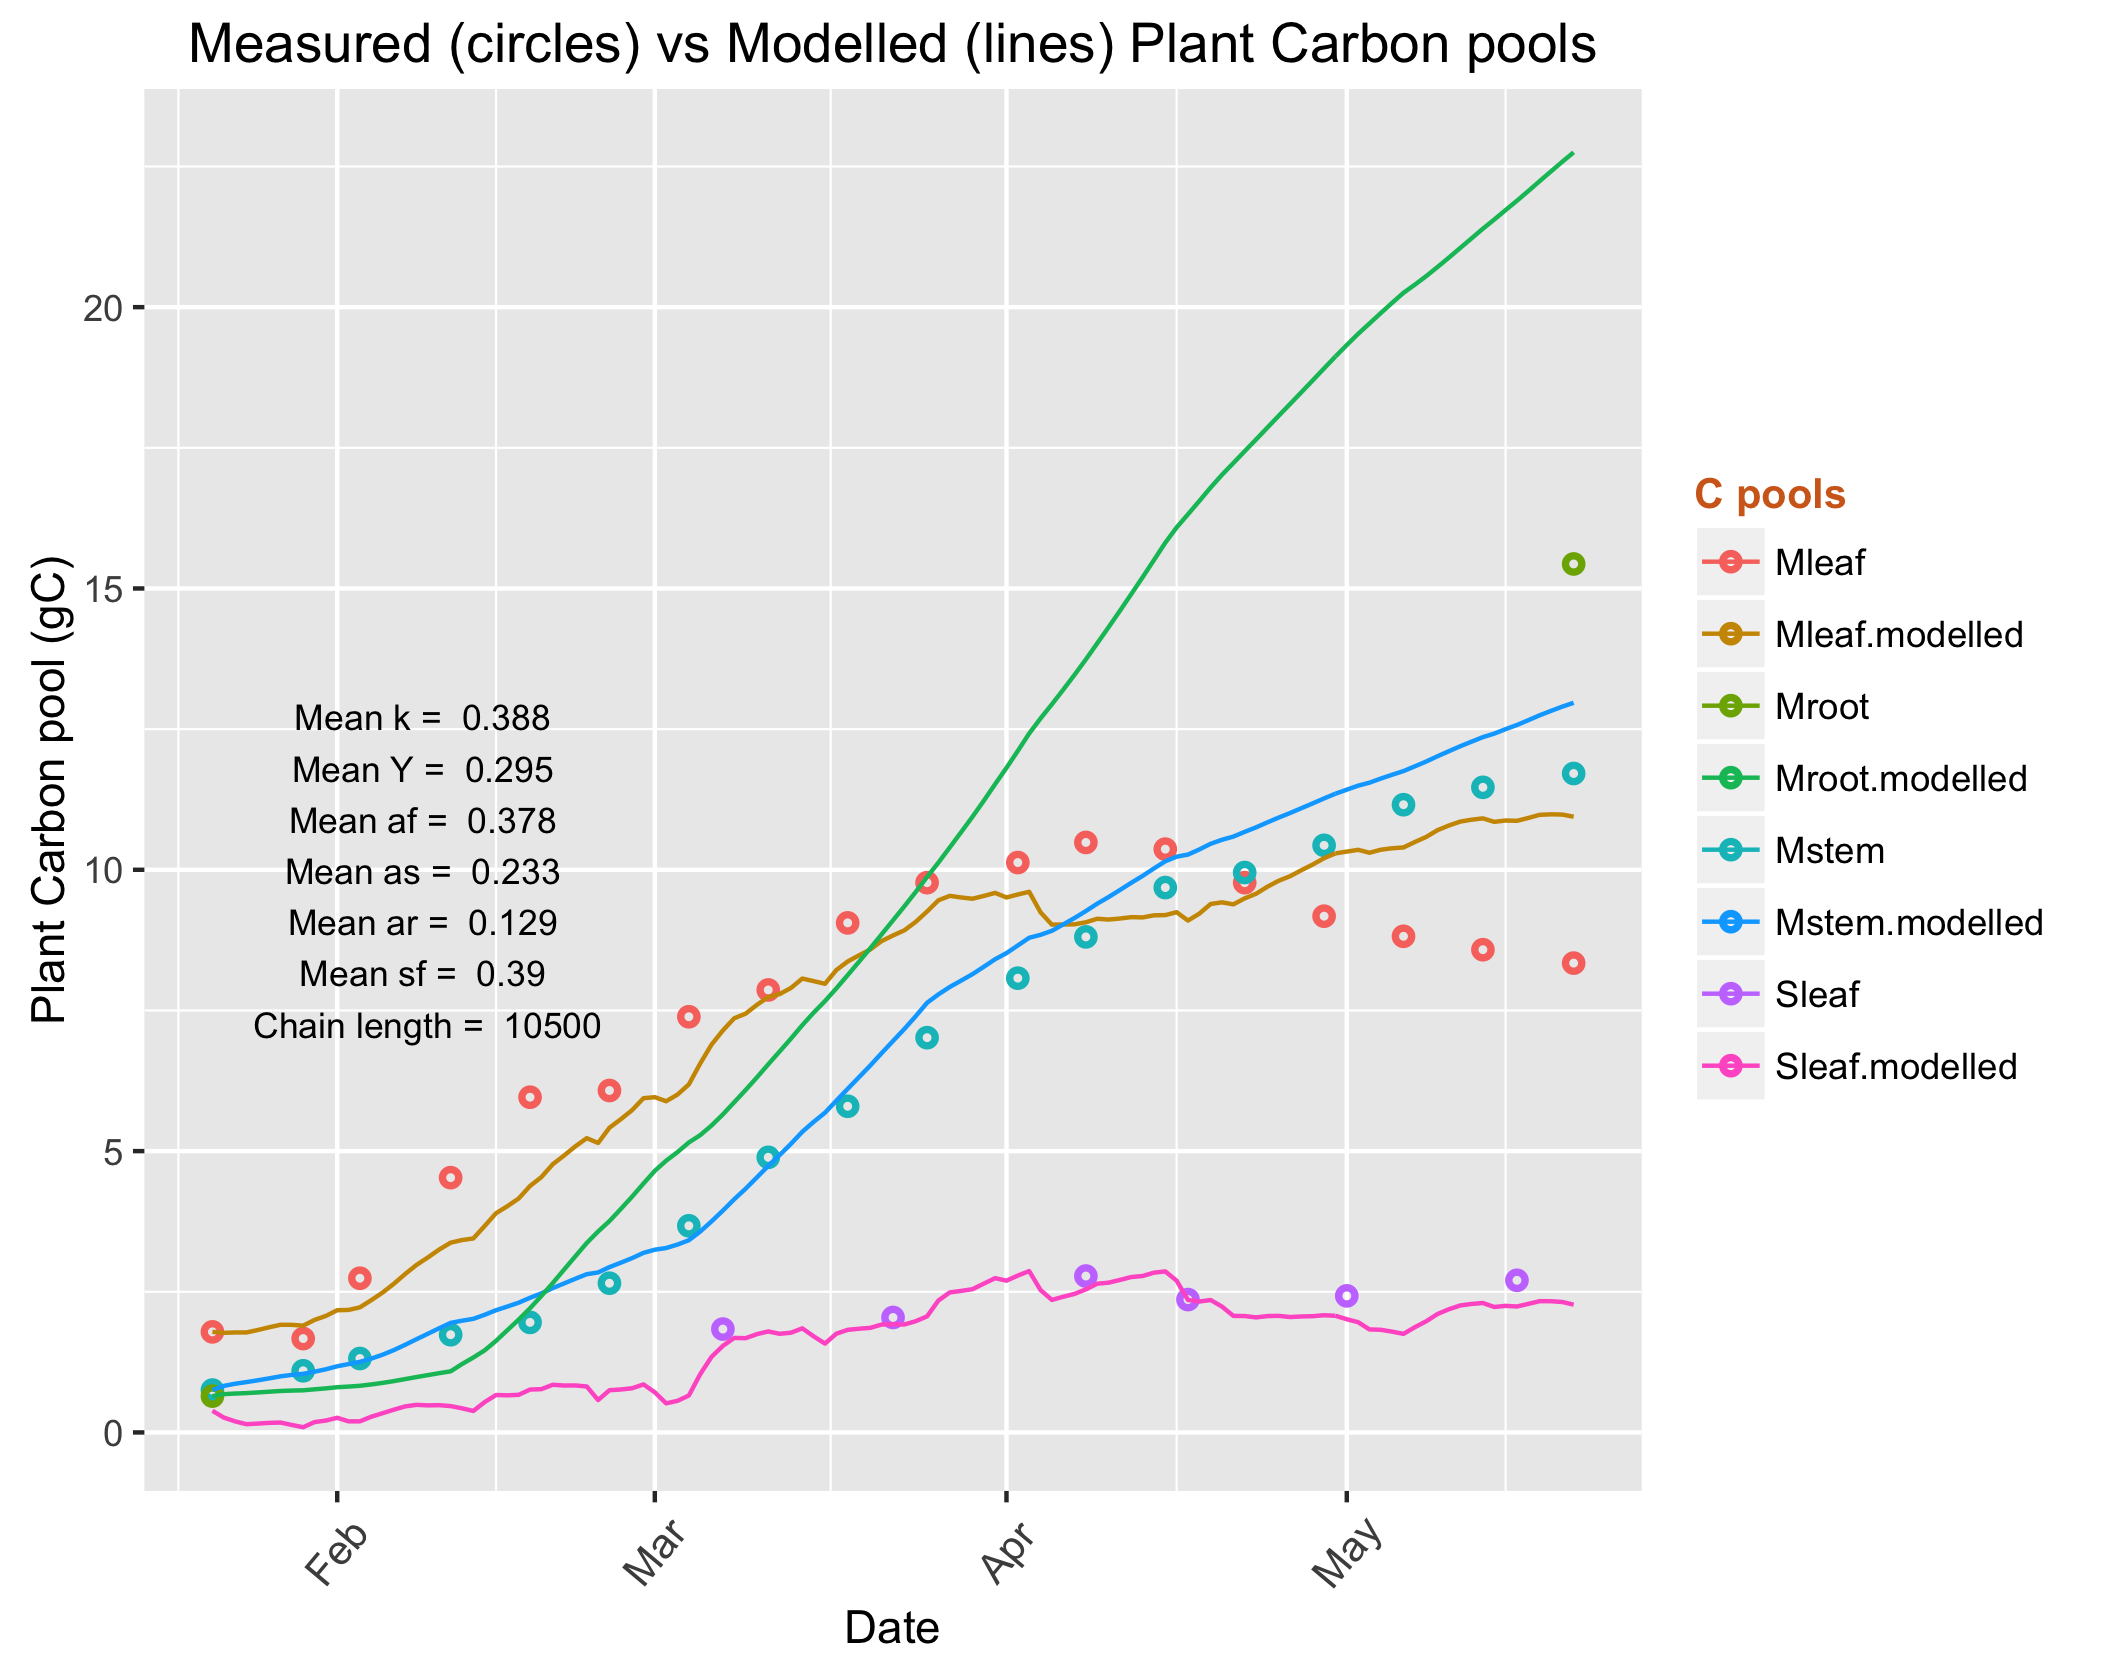 Measured (circles) vs Modelled (lines) Plant Carbon pools
Plant Carbon pool (gC)
20
15
10
5
0
Mean k = 0.388
Mean Y = 0.295
Mean af = 0.378
Mean as = 0.233
Mean ar = 0.129
Mean sf = 0.39
Chain length = 10500
Feb
Mar
Apr
May
Date
C pools
Mleaf
Mleaf.modelled
Mroot
Mroot.modelled
Mstem
Mstem.modelled
Sleaf
Sleaf.modelled